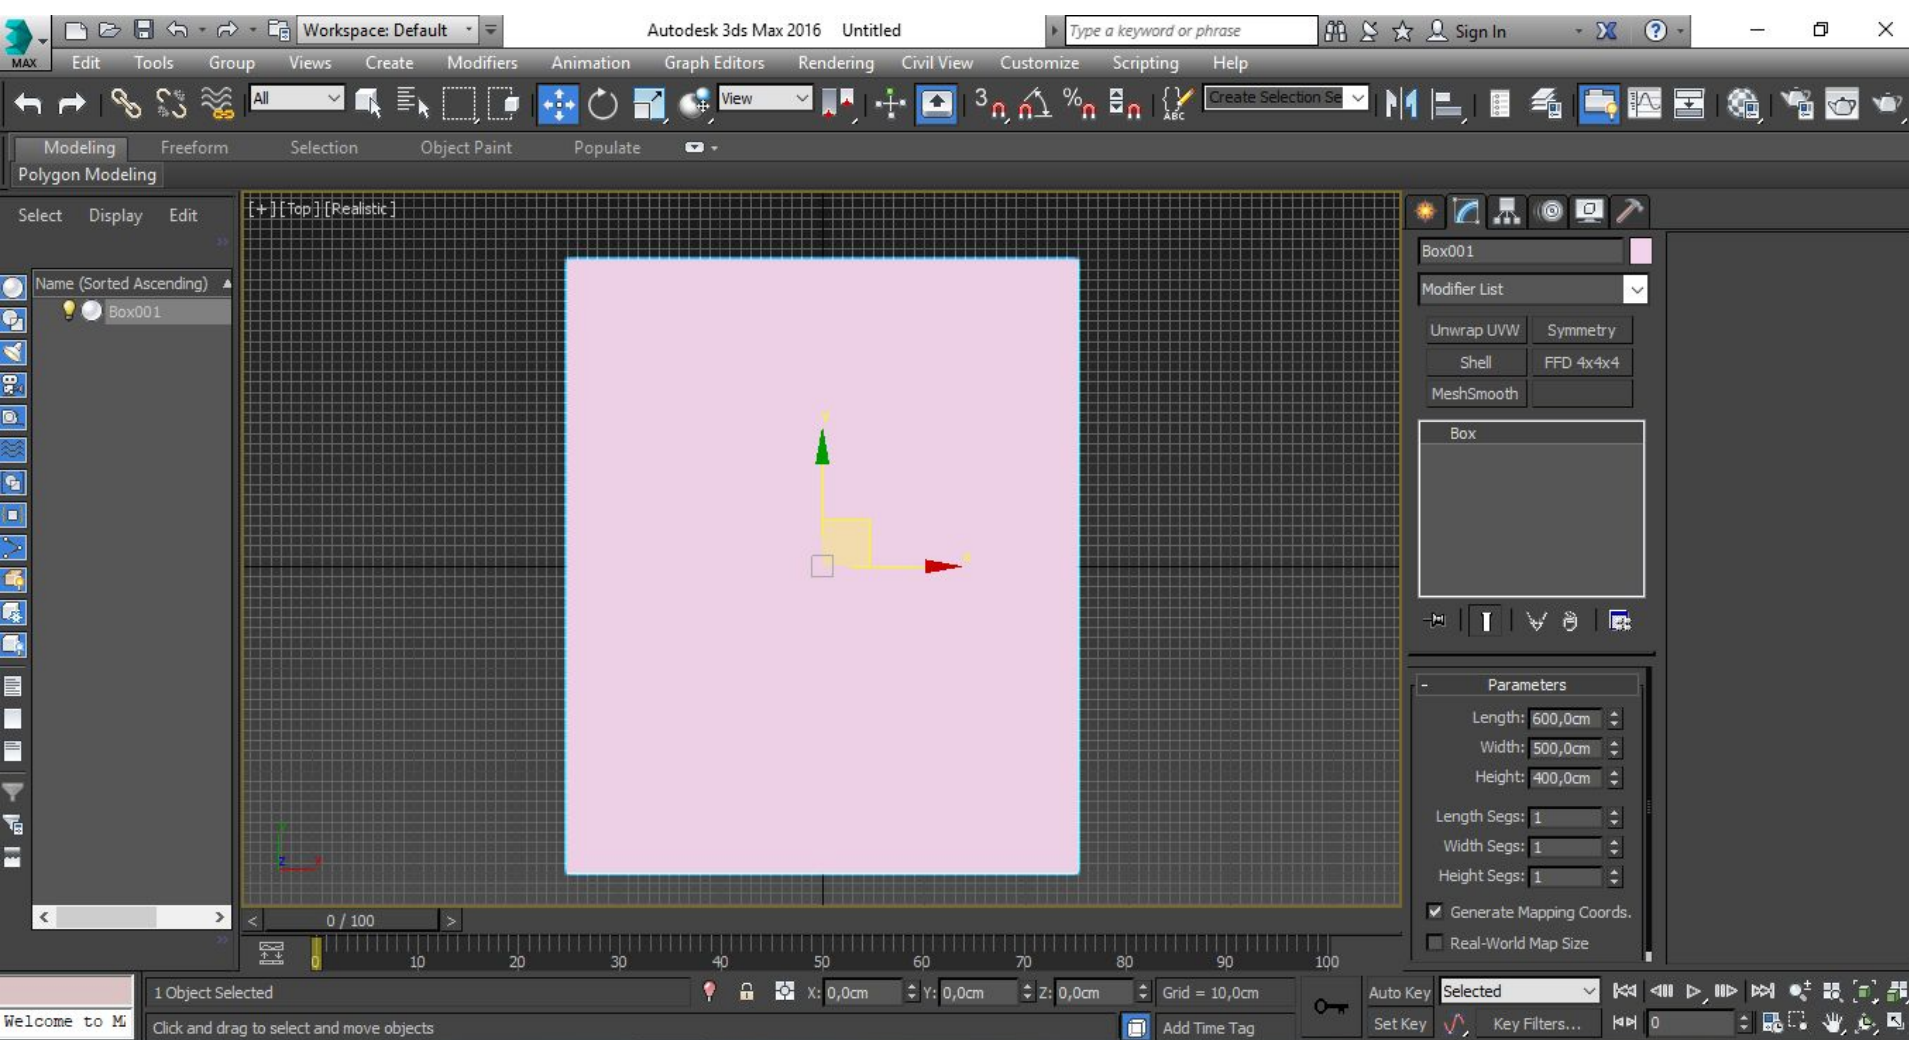 Workspace: Default
Autodesk 3ds Max 2016 Untitled
Type a keyword or phrase
Sign In
MAX Edit Tools Group Views Create Modifiers Animation Graph Editors Rendering Civil View Customize Scripting Help
All
View
3
%
ABC
Create Selection Se
Modeling Freeform Selection Object Paint Populate
Polygon Modeling
Select Display Edit
[+][Top][Realistic]
Name (Sorted Ascending)
Box001
Box001
Modifier List
Unwrap UVW Symmetry
Shell FFD 4x4x4
MeshSmooth
Box
- Parameters
Length: 600,0cm
Width: 500,0cm
Height: 400,0cm
Length Segs: 1
Width Segs: 1
Height Segs: 1
Generate Mapping Coords.
Real-World Map Size
z
< 0 / 100 >
0 10 20 30 40 50 60 70 80 90 100
1 Object Selected X: 0,0cm Y: 0,0cm Z: 0,0cm Grid = 10,0cm Auto Key Selected
Welcome to
Click and drag to select and move objects Add Time Tag Set Key Key Filters... 0